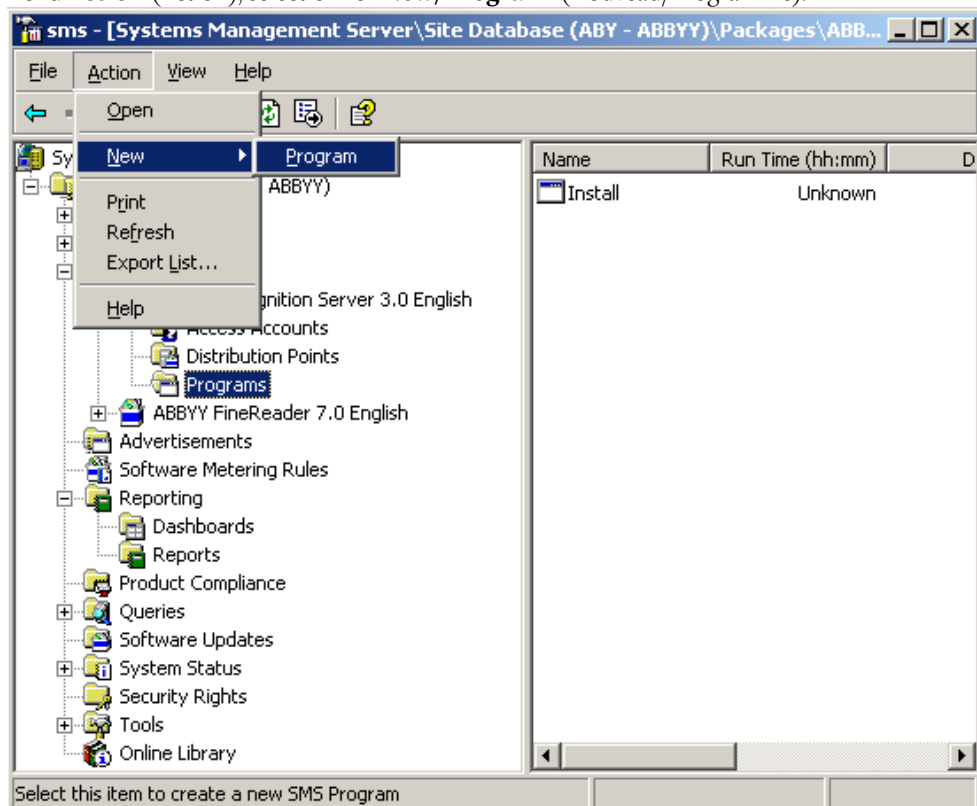 sms - [Systems Management Server\Site Database (ABY - ABBYY)\Packages\ABB...
File Action View Help
Open
New Program
Print
Refresh
Export List...
Help
Sy
ABBYY)
gnition Server 3.0 English
Access Accounts
Distribution Points
Programs
ABBYY FineReader 7.0 English
Advertisements
Software Metering Rules
Reporting
Dashboards
Reports
Product Compliance
Queries
Software Updates
System Status
Security Rights
Tools
Online Library
Name Run Time (hh:mm) D
Install Unknown
Select this item to create a new SMS Program